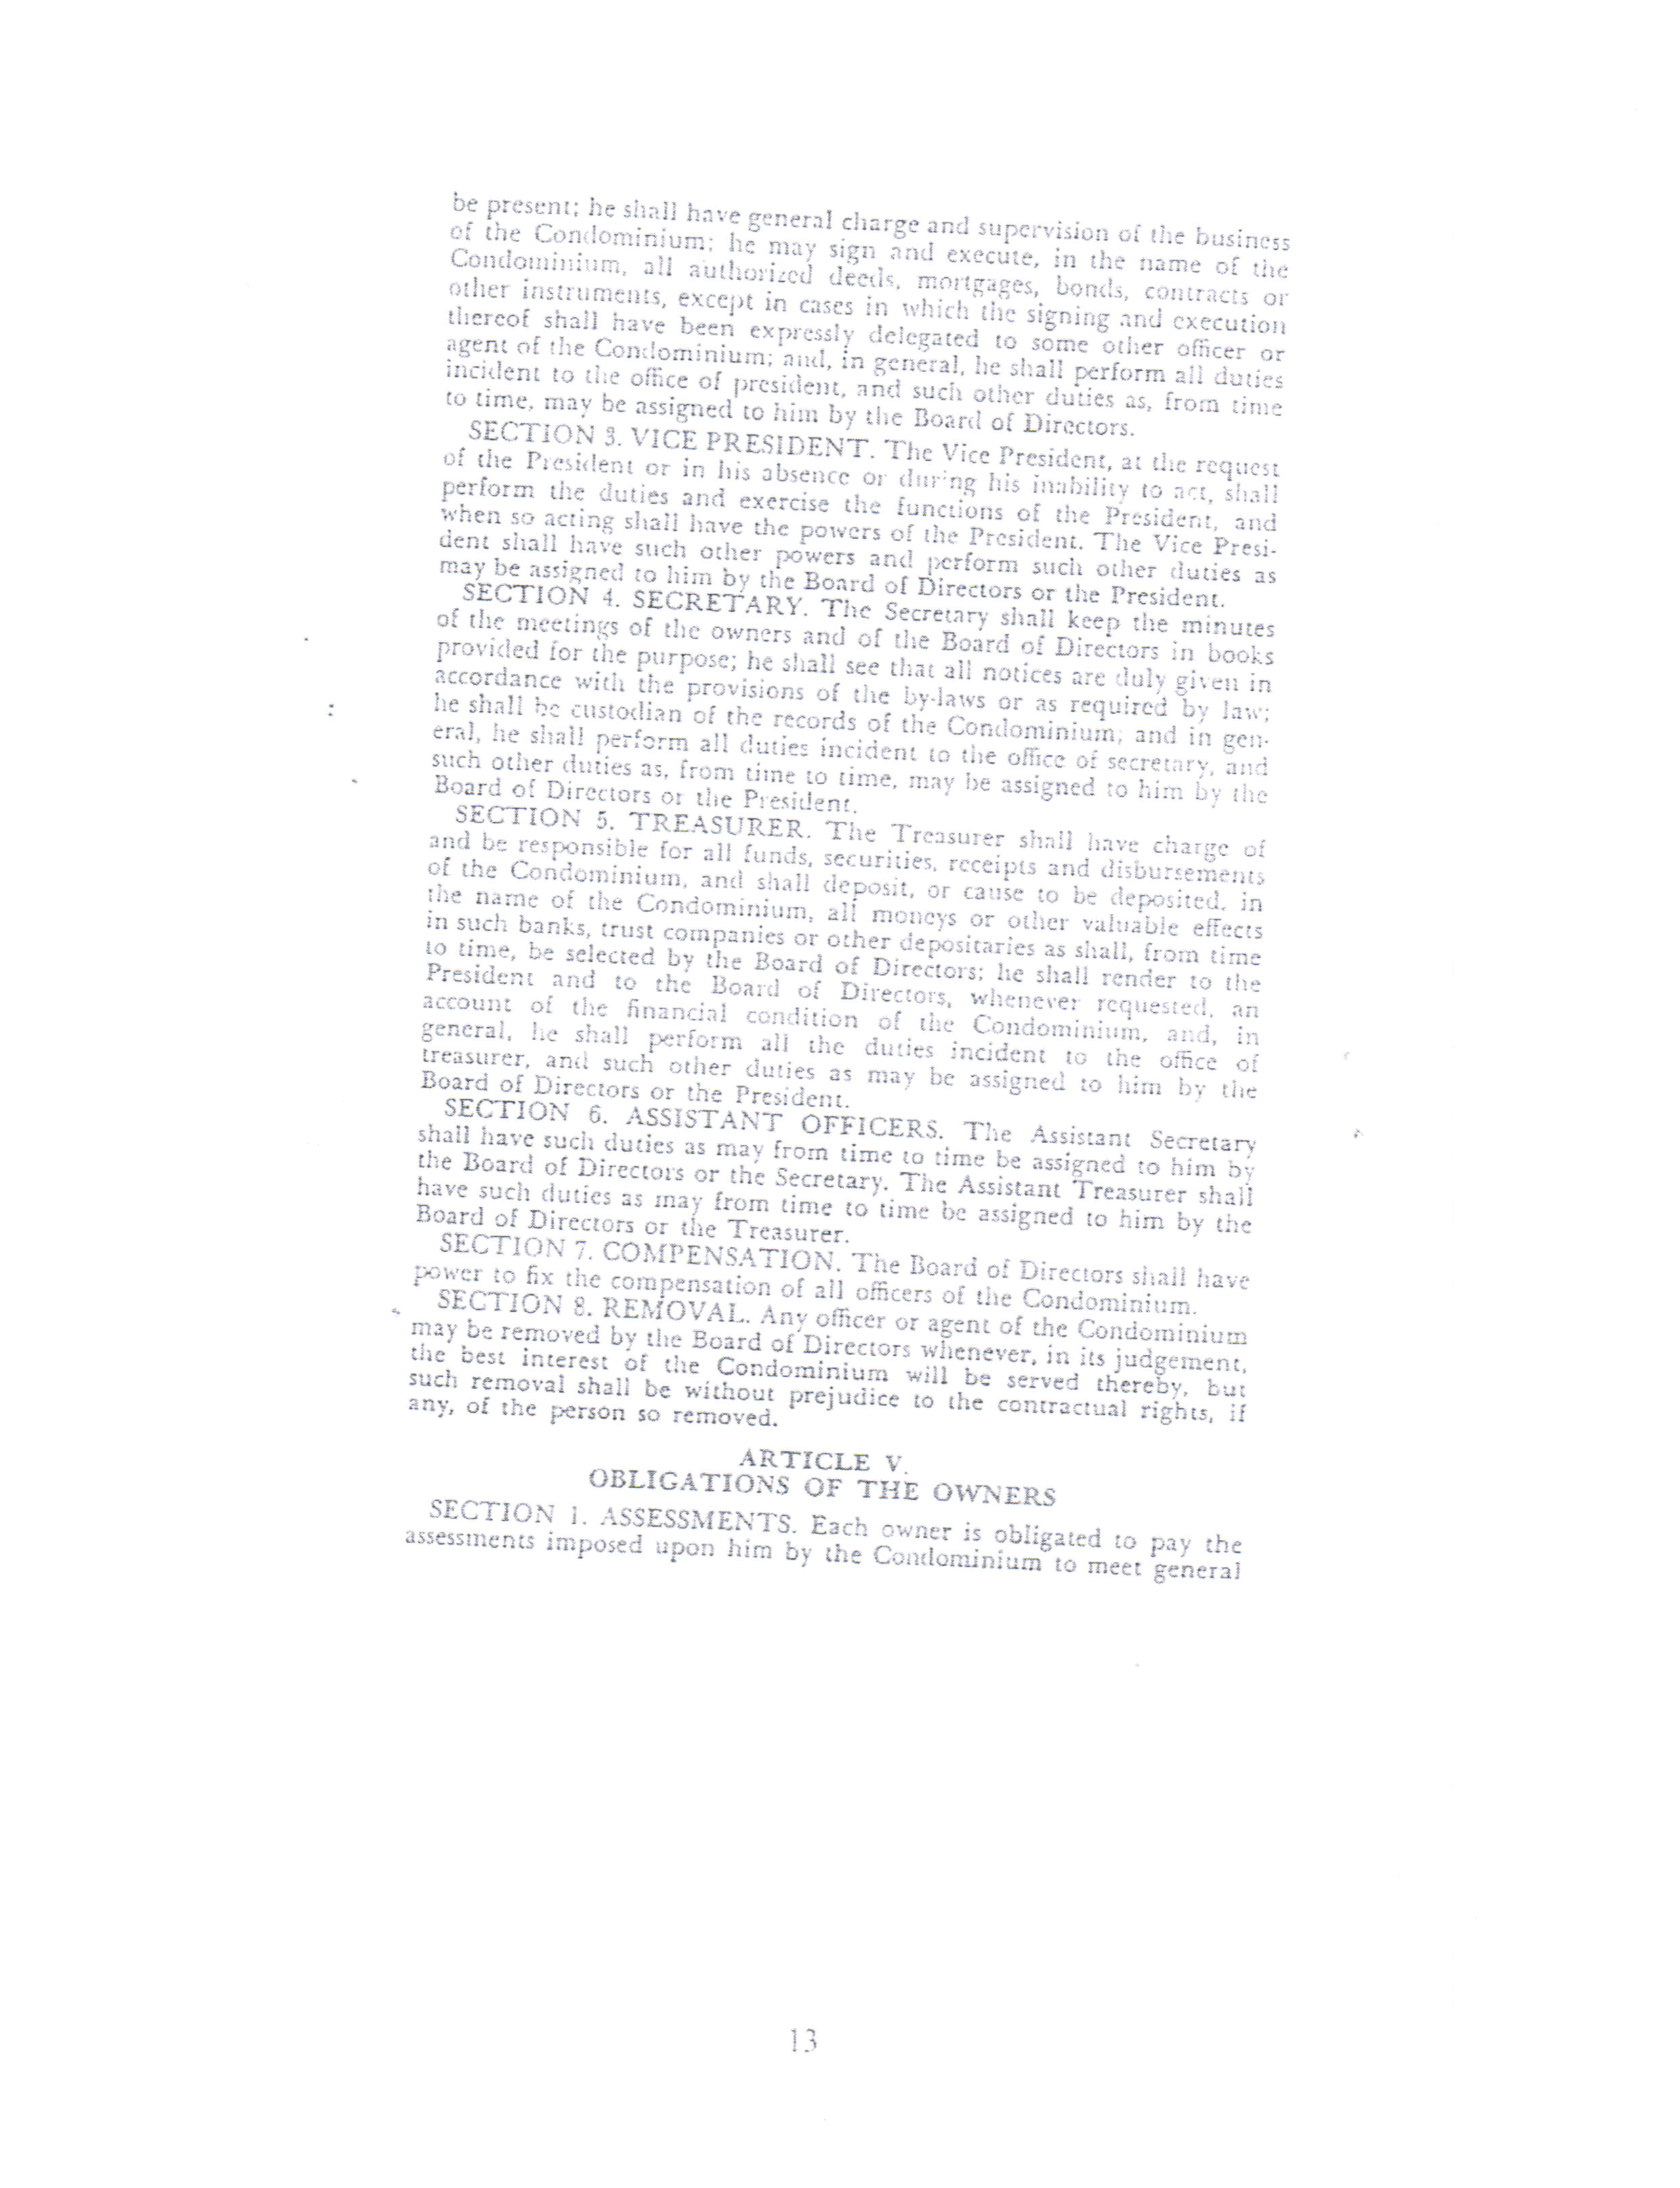 be present; he shall have general charge and supervision of the business
of the Condominium; he may sign and execute, in the name of the
Condominium, all authorized deeds, mortgages, bonds, contracts or
other instruments, except in cases in which the signing and execution
thereof shall have been expressly delegated to some other officer or
agent of the Condominium; and, in general, he shall perform all duties
incident to the office of president, and such other duties as, from time
to time, may be assigned to him by the Board of Directors.
SECTION 3. VICE PRESIDENT. The Vice President, at the request
of the President or in his absence or during his inability to act, shall
perform the duties and exercise the functions of the President, and
when so acting shall have the powers of the President. The Vice Presi-
dent shall have such other powers and perform such other duties as
may be assigned to him by the Board of Directors or the President.
SECTION 4. SECRETARY. The Secretary shall keep the minutes
of the meetings of the owners and of the Board of Directors in books
provided for the purpose; he shall see that all notices are duly given in
accordance with the provisions of the by-laws or as required by law;
he shall be custodian of the records of the Condominium; and in gen-
eral, he shall perform all duties incident to the office of secretary, and
such other duties as, from time to time, may be assigned to him by the
Board of Directors or the President.
SECTION 5. TREASURER. The Treasurer shall have charge of
and be responsible for all funds, securities, receipts and disbursements
of the Condominium, and shall deposit, or cause to be deposited, in
the name of the Condominium, all moneys or other valuable effects
in such banks, trust companies or other depositaries as shall, from time
to time, be selected by the Board of Directors; he shall render to the
President and to the Board of Directors, whenever requested, an
account of the financial condition of the Condominium, and, in
general, he shall perform all the duties incident to the office of
treasurer, and such other duties as may be assigned to him by the
Board of Directors or the President.
SECTION 6. ASSISTANT OFFICERS. The Assistant Secretary
shall have such duties as may from time to time be assigned to him by
the Board of Directors or the Secretary. The Assistant Treasurer shall
have such duties as may from time to time be assigned to him by the
Board of Directors or the Treasurer.
SECTION 7. COMPENSATION. The Board of Directors shall have
power to fix the compensation of all officers of the Condominium.
SECTION 8. REMOVAL. Any officer or agent of the Condominium
may be removed by the Board of Directors whenever, in its judgement,
the best interest of the Condominium will be served thereby, but
such removal shall be without prejudice to the contractual rights, if
any, of the person so removed.
ARTICLE V.
OBLIGATIONS OF THE OWNERS
SECTION 1. ASSESSMENTS. Each owner is obligated to pay the
assessments imposed upon him by the Condominium to meet general
13